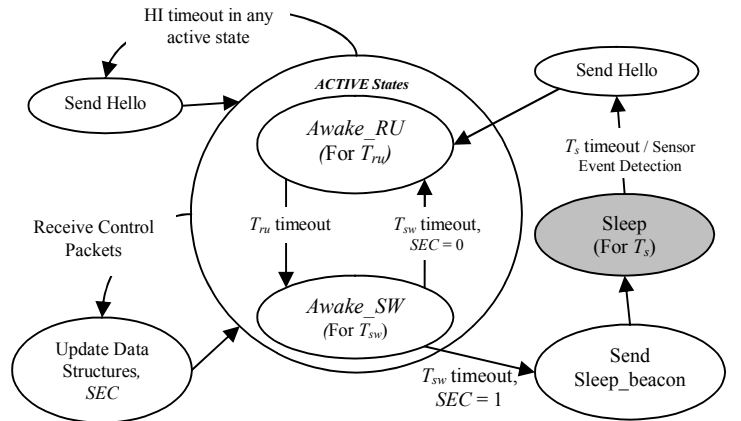 HI timeout in any
active state
Send Hello
ACTIVE States
Awake_RU
(For Tru)
Send Hello
Ts timeout / Sensor
Event Detection
Receive Control
Packets
Tru timeout
Tsw timeout,
SEC = 0
Sleep
(For Ts)
Awake_SW
(For Tsw)
Update Data
Structures,
SEC
Tsw timeout,
SEC = 1
Send
Sleep_beacon